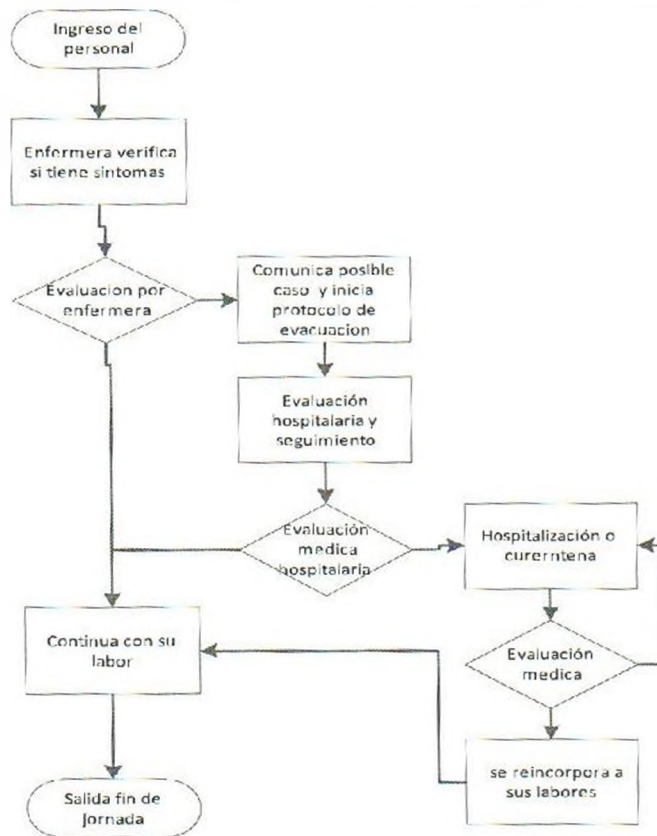 Ingreso del
personal
Enfermera verifica
si tiene sintomas
Evaluacion por
enfermera
Comunica posible
caso y inicia
protocolo de
evacuacion
Evaluación
hospitalaria y
seguimiento
Evaluación
medica
hospitalaria
Hospitalización o
curerntena
Continua con su
labor
Evaluación
medica
se reincorpora a
sus labores
Salida fin de
jornada